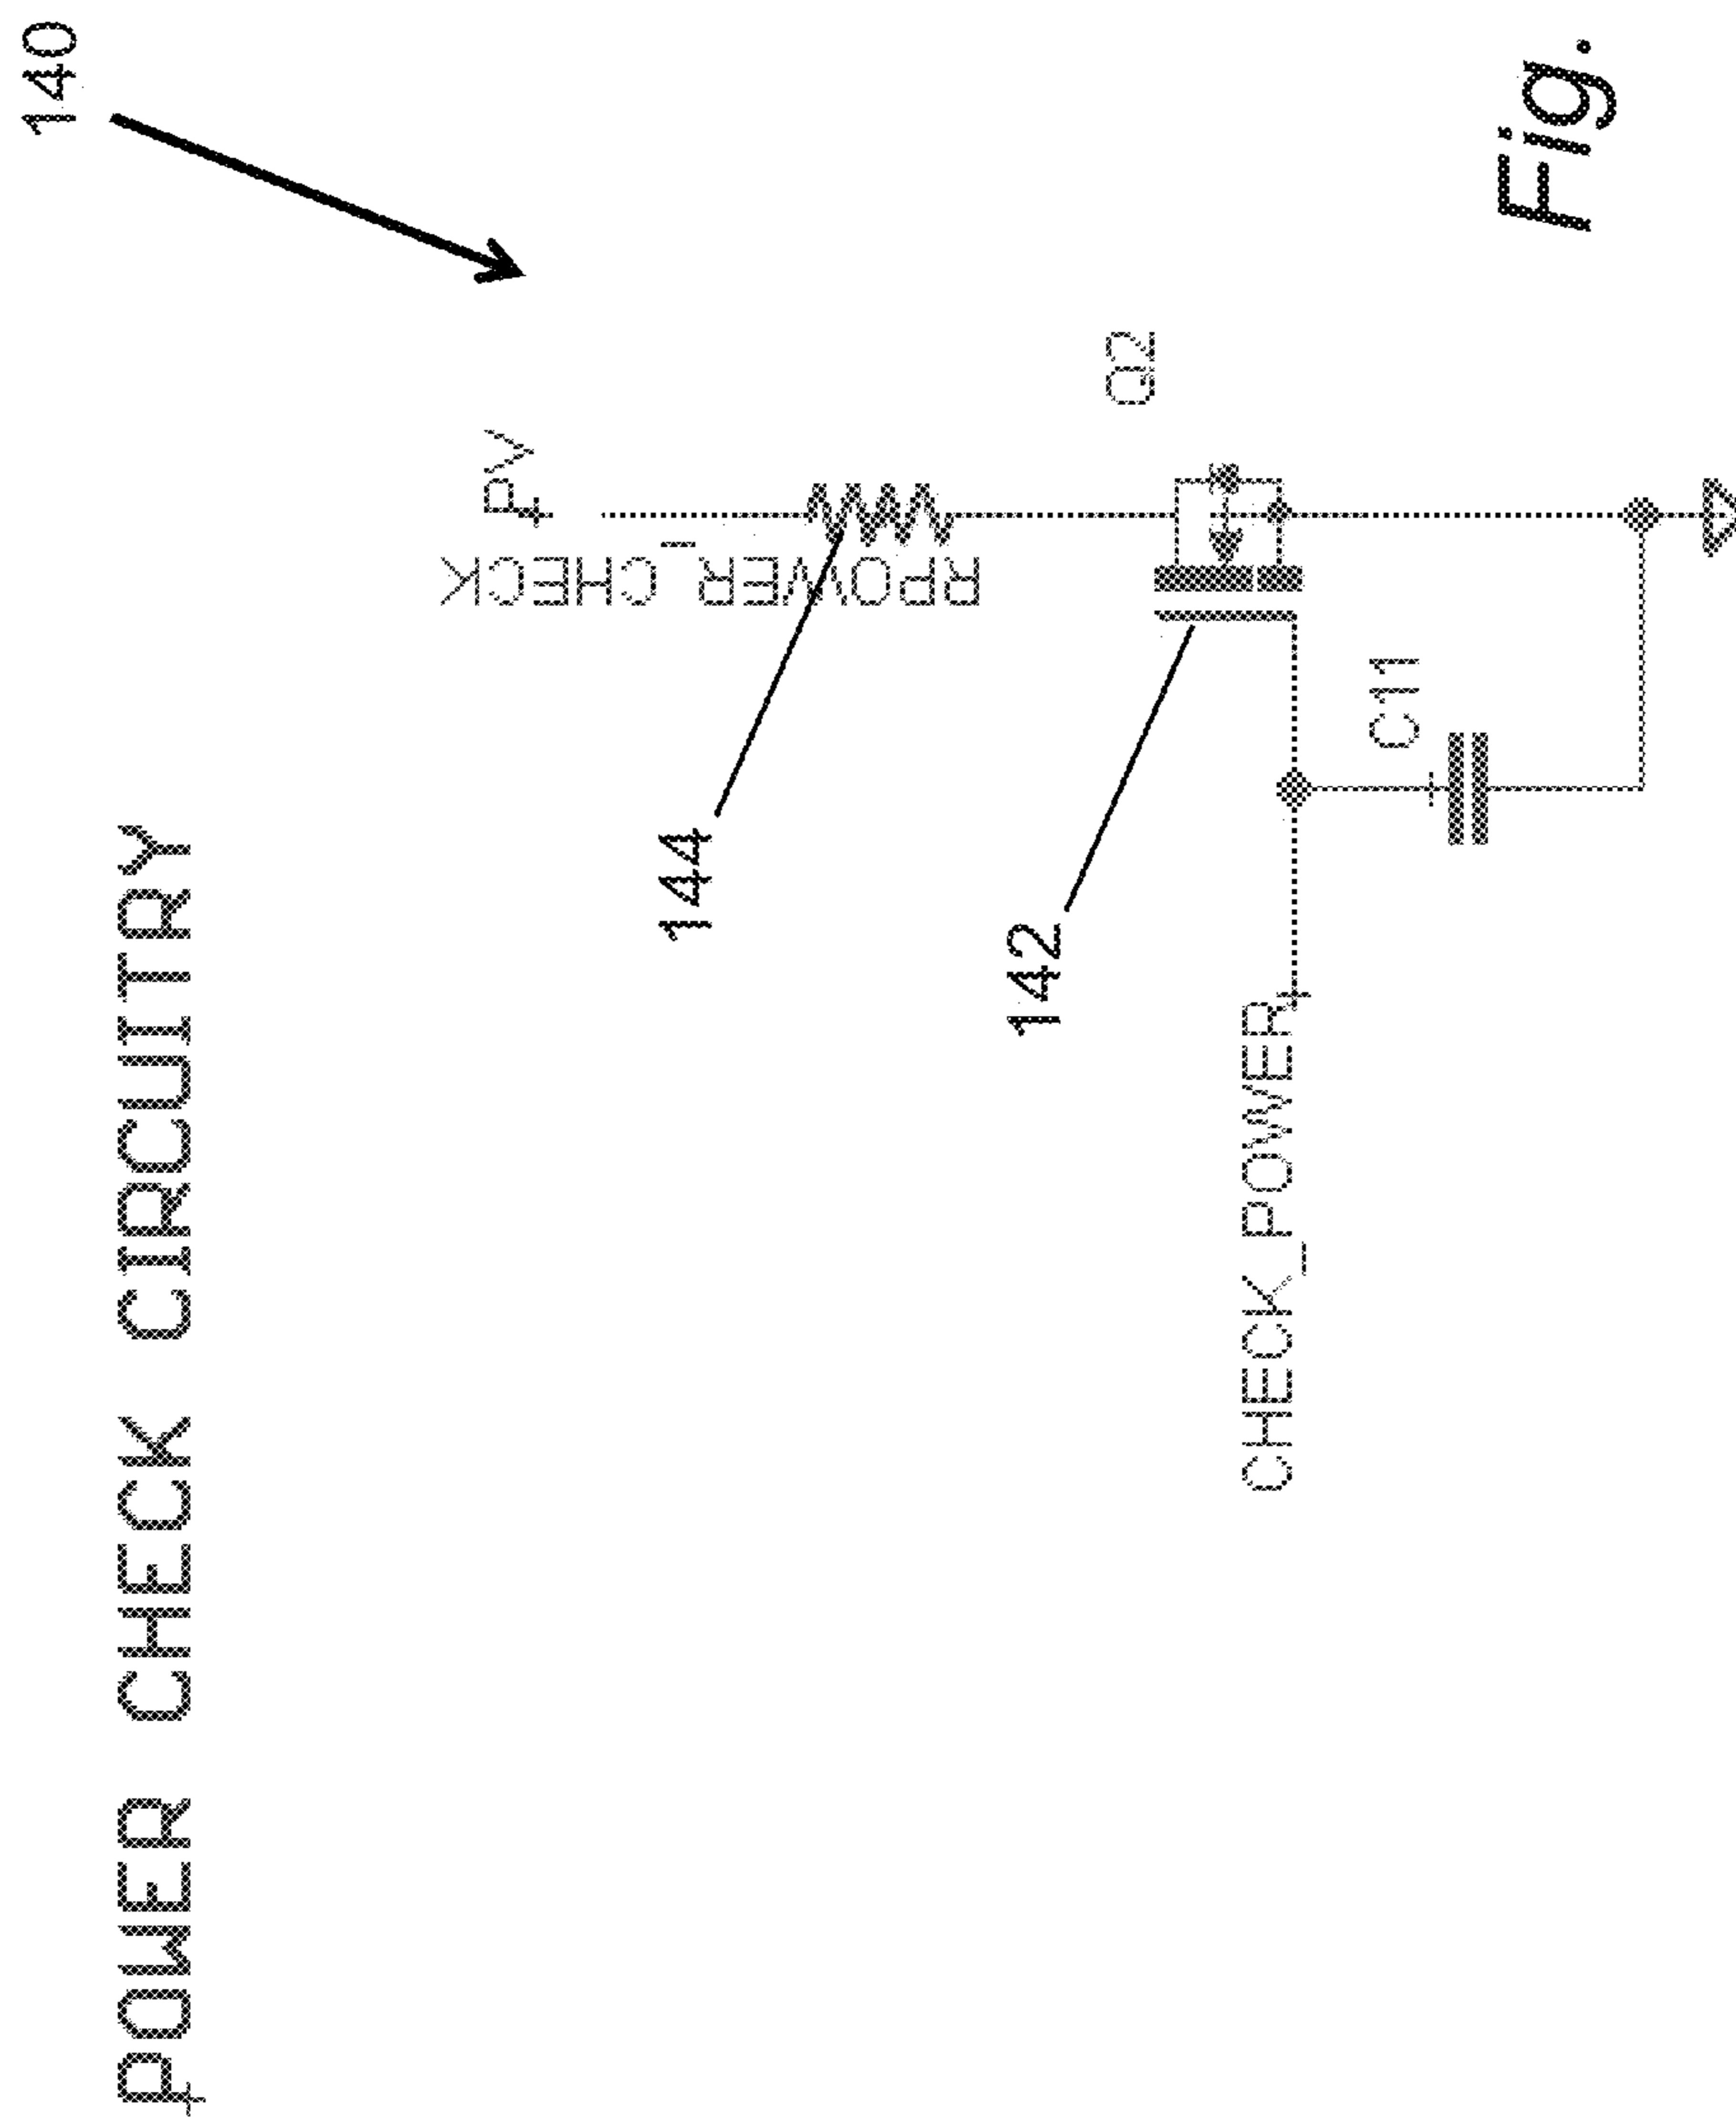 140
POWER CHECK CIRCUITRY
PV
RPOWER_CHECK
144
Q2
142
CHECK_POWER
C11
Fig.